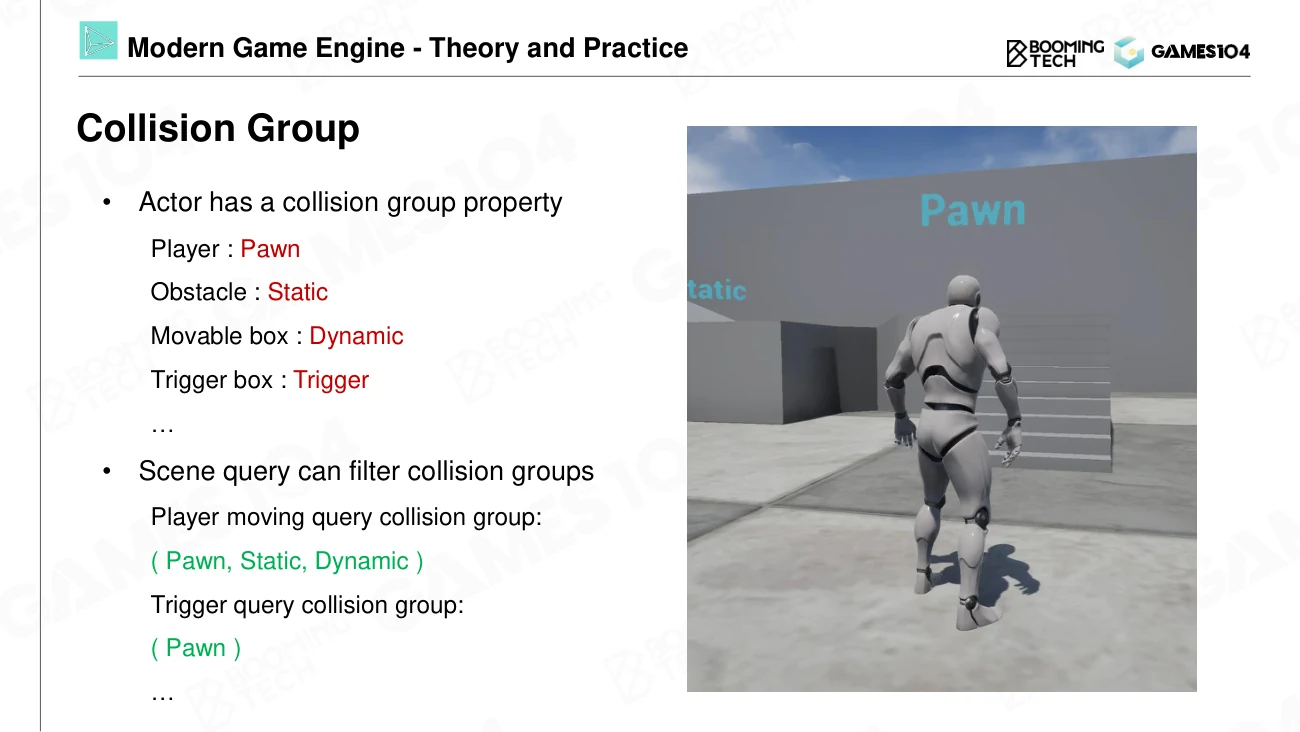 Modern Game Engine - Theory and Practice
BOOMING
TECH
GAMES104
Collision Group
• Actor has a collision group property
Player : Pawn
Obstacle : Static
Movable box : Dynamic
Trigger box : Trigger
…
• Scene query can filter collision groups
Player moving query collision group:
( Pawn, Static, Dynamic )
Trigger query collision group:
( Pawn )
…
Pawn
tatic